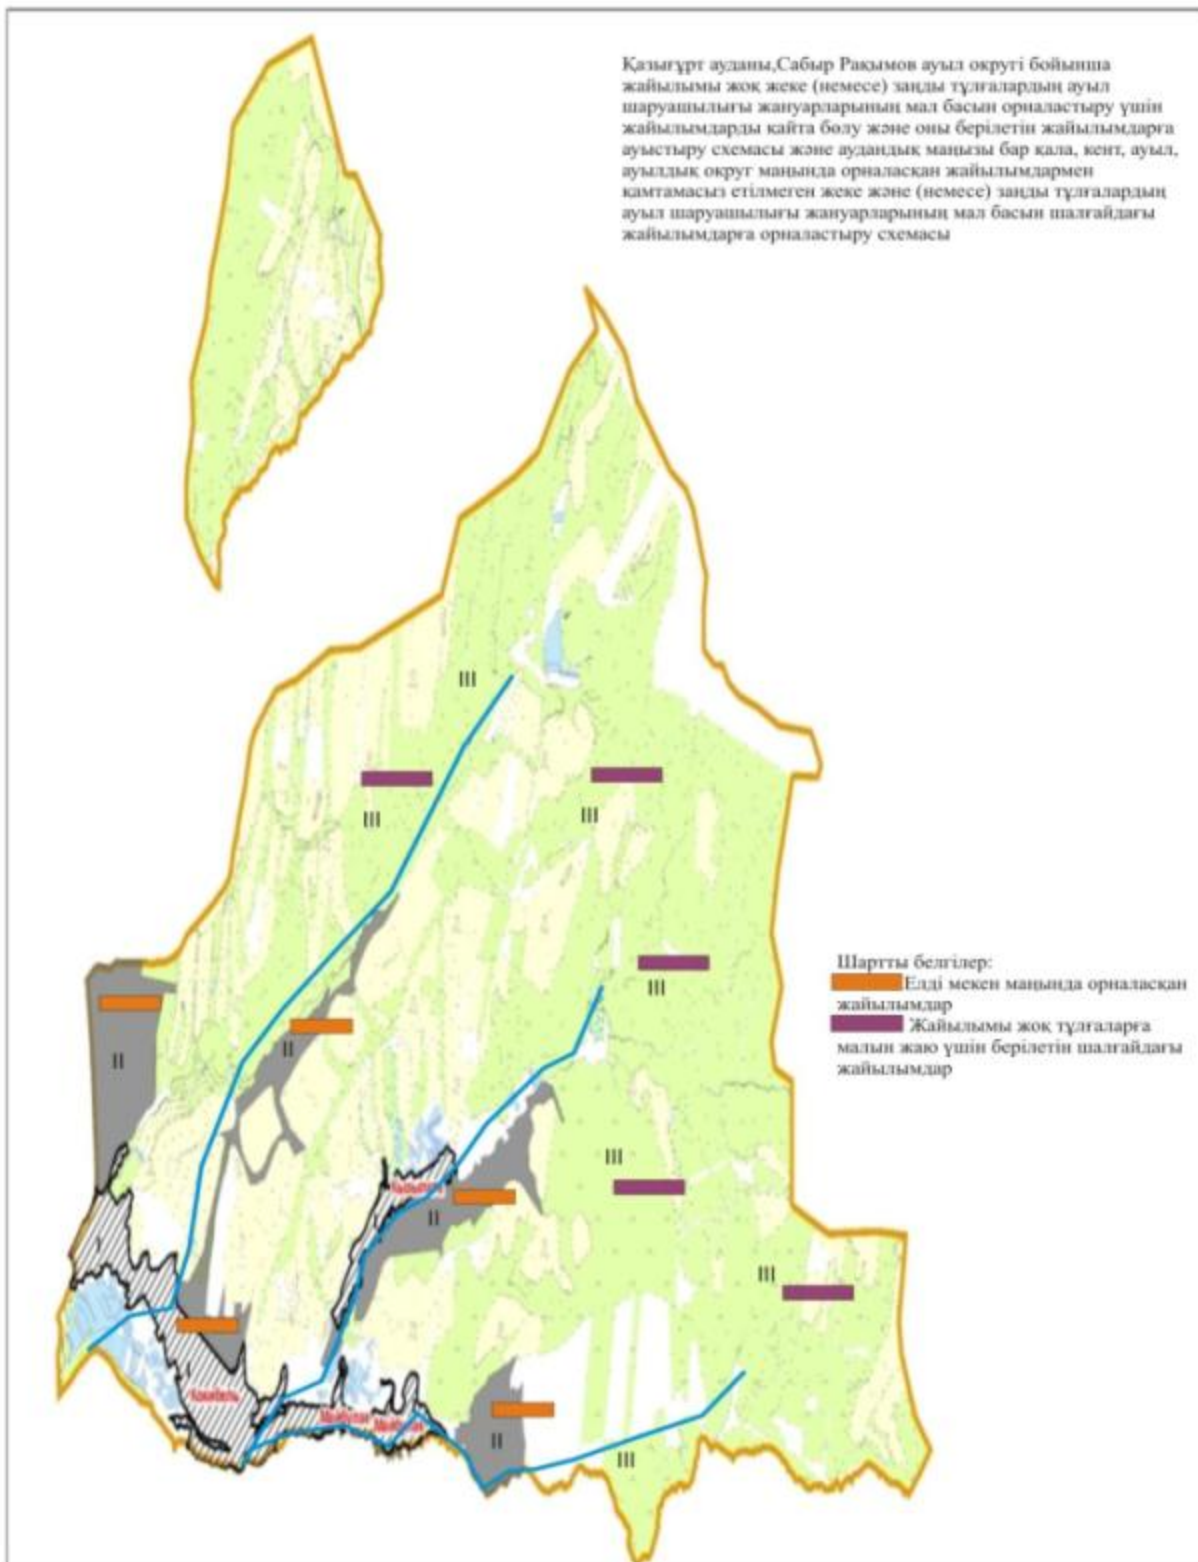 Қазығұрт ауданы,Сабыр Рақымов ауыл округі бойынша
жайылымы жоқ жеке (немесе) заңды тұлғалардың ауыл
шаруашылығы жануарларының мал басын орналастыру үшін
жайылымдарды қайта бөлу және оны берілетін жайылымдарға
ауыстыру схемасы және аудандық маңызы бар қала, кент, ауыл,
ауылдық округ маңында орналасқан жайылымдармен
қамтамасыз етілмеген жеке және (немесе) заңды тұлғалардың
ауыл шаруашылығы жануарларының мал басын шалғайдағы
жайылымдарға орналастыру схемасы
III
III
III
III
Шартты белгілер:
Елді мекен маңында орналасқан
жайылымдар
Жайылымы жоқ тұлғаларға
малын жаю үшін берілетін шалғайдағы
жайылымдар
II
II
III
II
I
III
II
III